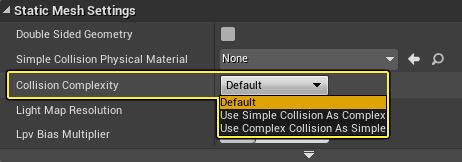 Static Mesh Settings
Double Sided Geometry
Simple Collision Physical Material None
Collision Complexity Default
Default
Use Simple Collision As Complex
Use Complex Collision As Simple
Light Map Resolution
Lpv Bias Multiplier